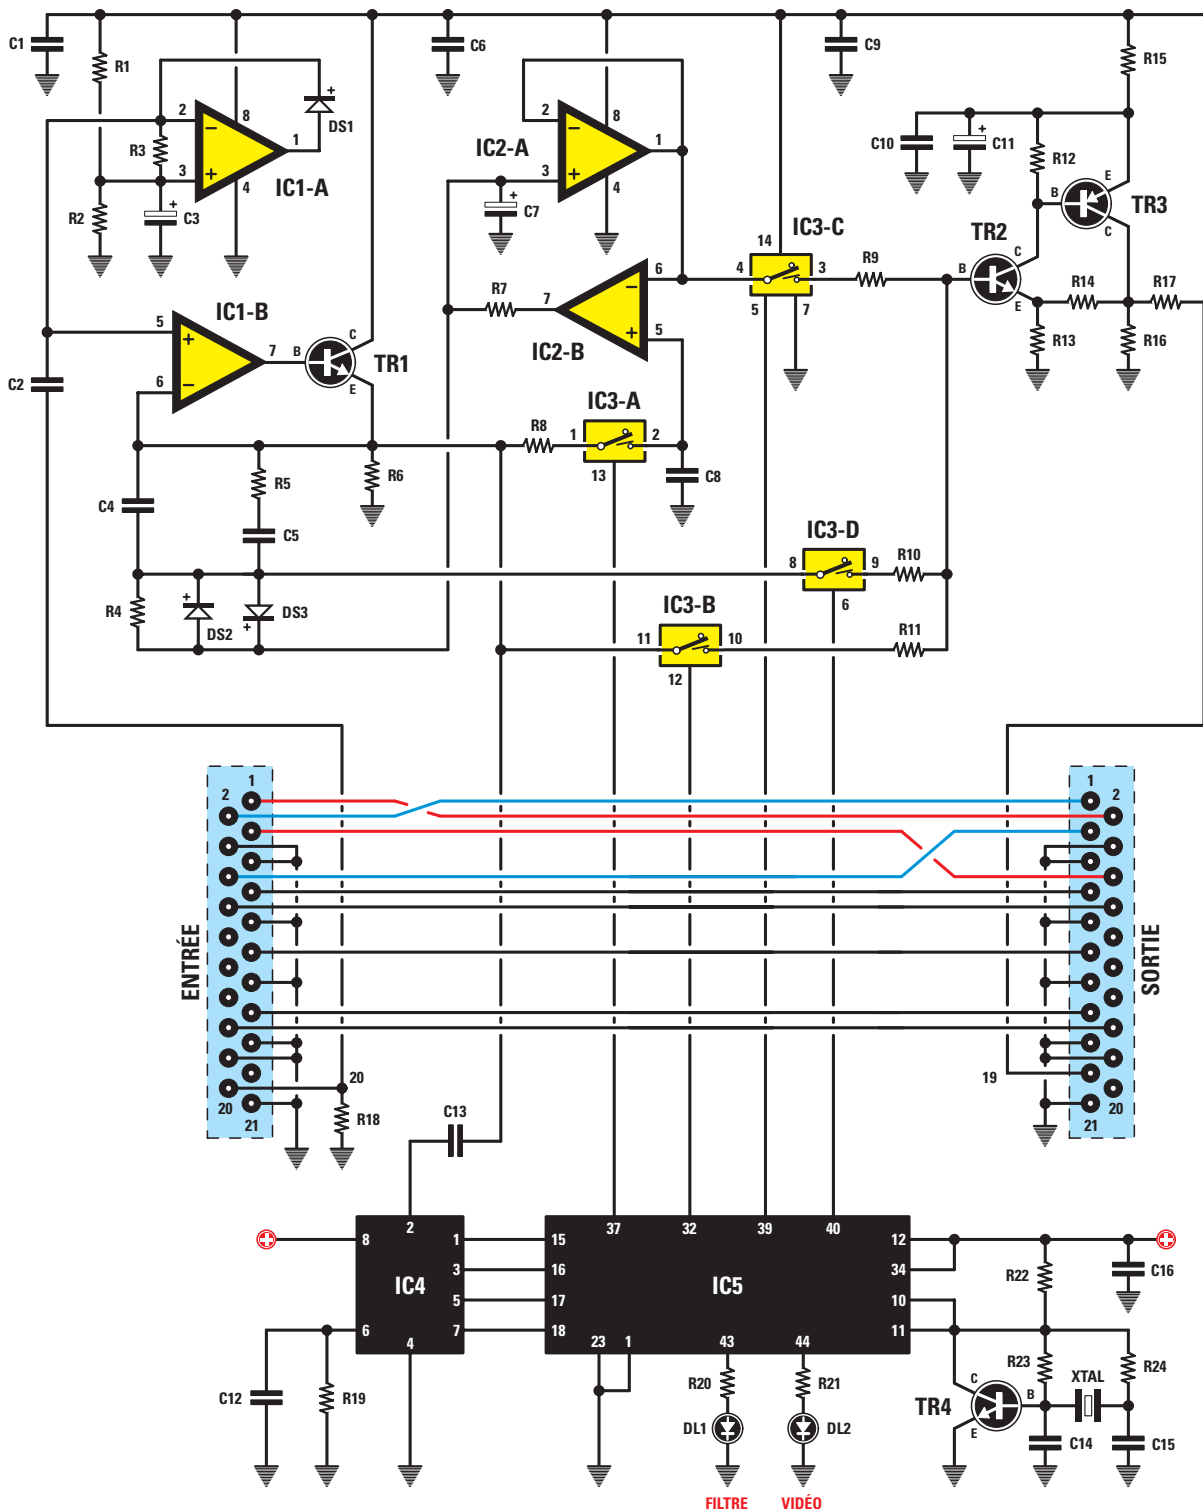 C1
R1
C6
C9
R15
2
8
DS1
+
R3
−
1
IC1-A
3
+
4
R2
+
C3
2
8
−
IC2-A
1
3
+
4
+
C7
C10
+
C11
R12
E
B
TR3
C
IC3-C
14
4
3
5
7
R9
TR2
B
C
E
R14
R17
R13
R16
6
−
7
R7
+
5
IC2-B
IC1-B
5
+
7
B
C
TR1
E
6
−
C2
IC3-A
R8
1
2
13
C8
R6
C4
R5
C5
IC3-D
8
9
R10
6
R4
+
DS2
DS3
+
IC3-B
11
10
R11
12
1
2
ENTRÉE
20
21
1
2
SORTIE
20
21
20
19
R18
C13
8
2
1
3
IC4
5
6
7
4
15
16
17
18
37
32
39
40
IC5
12
34
10
11
23
1
43
44
R22
C16
R23
XTAL
R24
C12
R19
R20
R21
DL1
DL2
TR4
C
B
E
C14
C15
FILTRE
VIDÉO